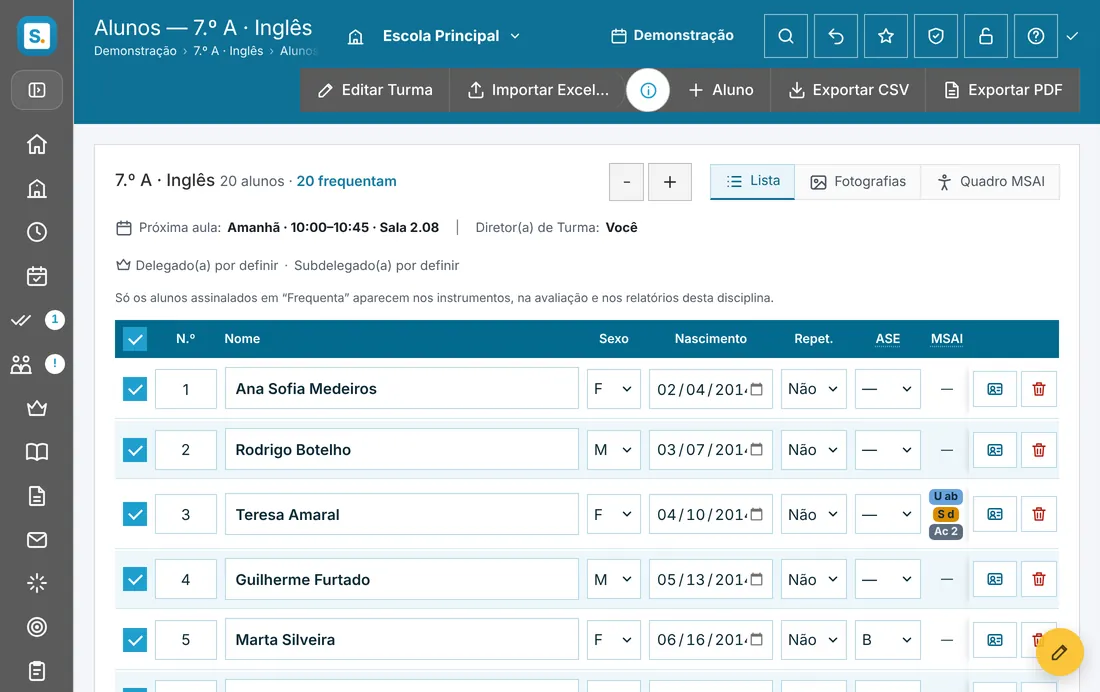 S.
Alunos — 7.º A · Inglês
Demonstração › 7.º A · Inglês › Alunos
Escola Principal
Demonstração
Editar Turma
Importar Excel...
Aluno
Exportar CSV
Exportar PDF
1
!
7.º A · Inglês 20 alunos · 20 frequentam
- +
Lista
Fotografias
Quadro MSAI
Próxima aula: Amanhã · 10:00–10:45 · Sala 2.08 | Diretor(a) de Turma: Você
Delegado(a) por definir · Subdelegado(a) por definir
Só os alunos assinalados em “Frequenta” aparecem nos instrumentos, na avaliação e nos relatórios desta disciplina.
N.º Nome Sexo Nascimento Repet. ASE MSAI
1 Ana Sofia Medeiros F 02/04/201 Não — —
2 Rodrigo Botelho M 03/07/201 Não — —
3 Teresa Amaral F 04/10/201 Não — U ab S d Ac 2
4 Guilherme Furtado M 05/13/201 Não — —
5 Marta Silveira F 06/16/201 Não B —